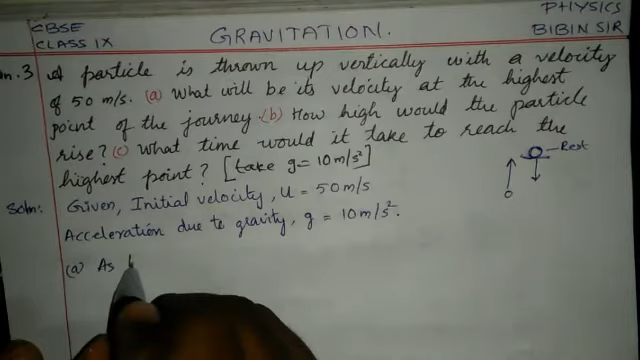 CBSE
CLASS IX
GRAVITATION.
PHYSICS
BIBIN SIR
n.3 A particle is thrown up vertically with a velocity
of 50 m/s. (a) What will be its velocity at the highest
point of the journey. (b) How high would the particle
rise? (c) What time would it take to reach the
highest point? [take g = 10m/s²]
Rest
Soln: Given, Initial velocity, u = 50m/s
Acceleration due to gravity, g = 10m/s².
(a) As